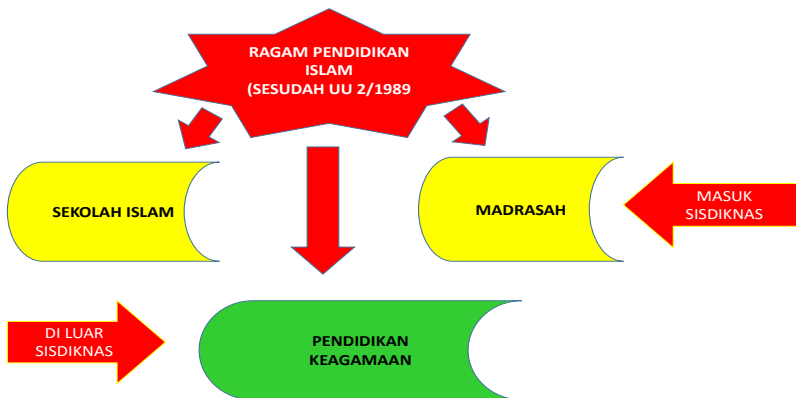 RAGAM PENDIDIKAN
ISLAM
(SESUDAH UU 2/1989
SEKOLAH ISLAM
MADRASAH
MASUK
SISDIKNAS
DI LUAR
SISDIKNAS
PENDIDIKAN
KEAGAMAAN